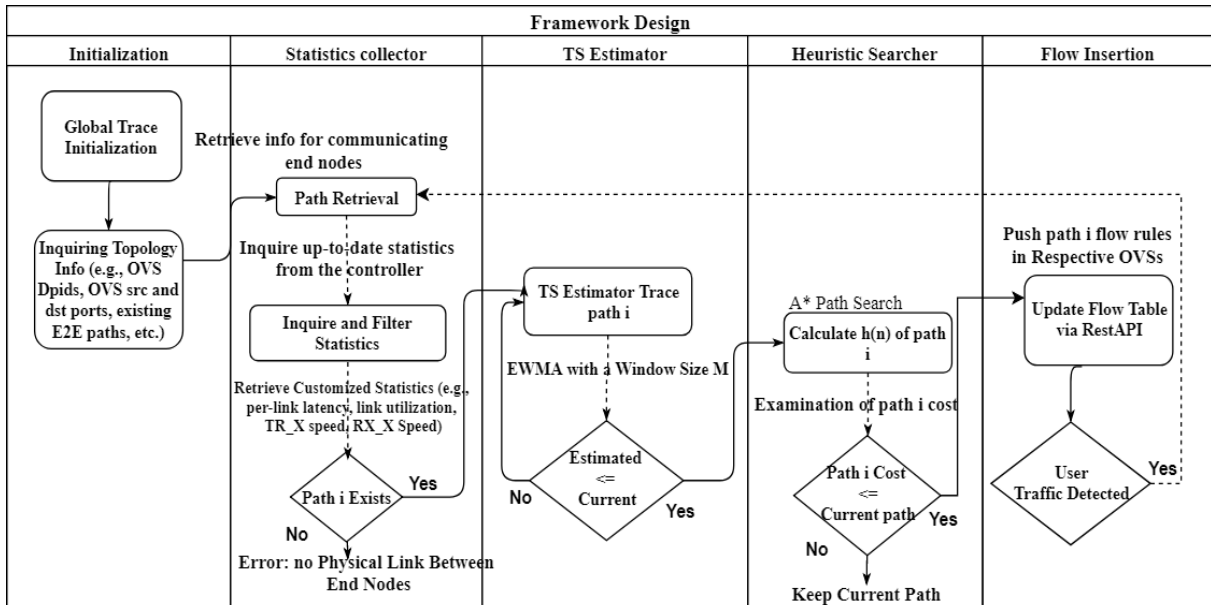 Framework Design
Initialization
Statistics collector
TS Estimator
Heuristic Searcher
Flow Insertion
Global Trace
Initialization
Inquiring Topology
Info (e.g., OVS
Dpids, OVS src and
dst ports, existing
E2E paths, etc.)
Retrieve info for communicating
end nodes
Path Retrieval
Inquire up-to-date statistics
from the controller
Inquire and Filter
Statistics
Retrieve Customized Statistics (e.g.,
per-link latency, link utilization,
TR_X speed, RX_X Speed)
Path i Exists
Yes
No
Error: no Physical Link Between
End Nodes
TS Estimator Trace
path i
EWMA with a Window Size M
Estimated
<=
Current
No
Yes
A* Path Search
Calculate h(n) of path
i
Examination of path i cost
Path i Cost
<=
Current path
Yes
No
Keep Current Path
Push path i flow rules
in Respective OVSs
Update Flow Table
via RestAPI
User
Traffic Detected
Yes